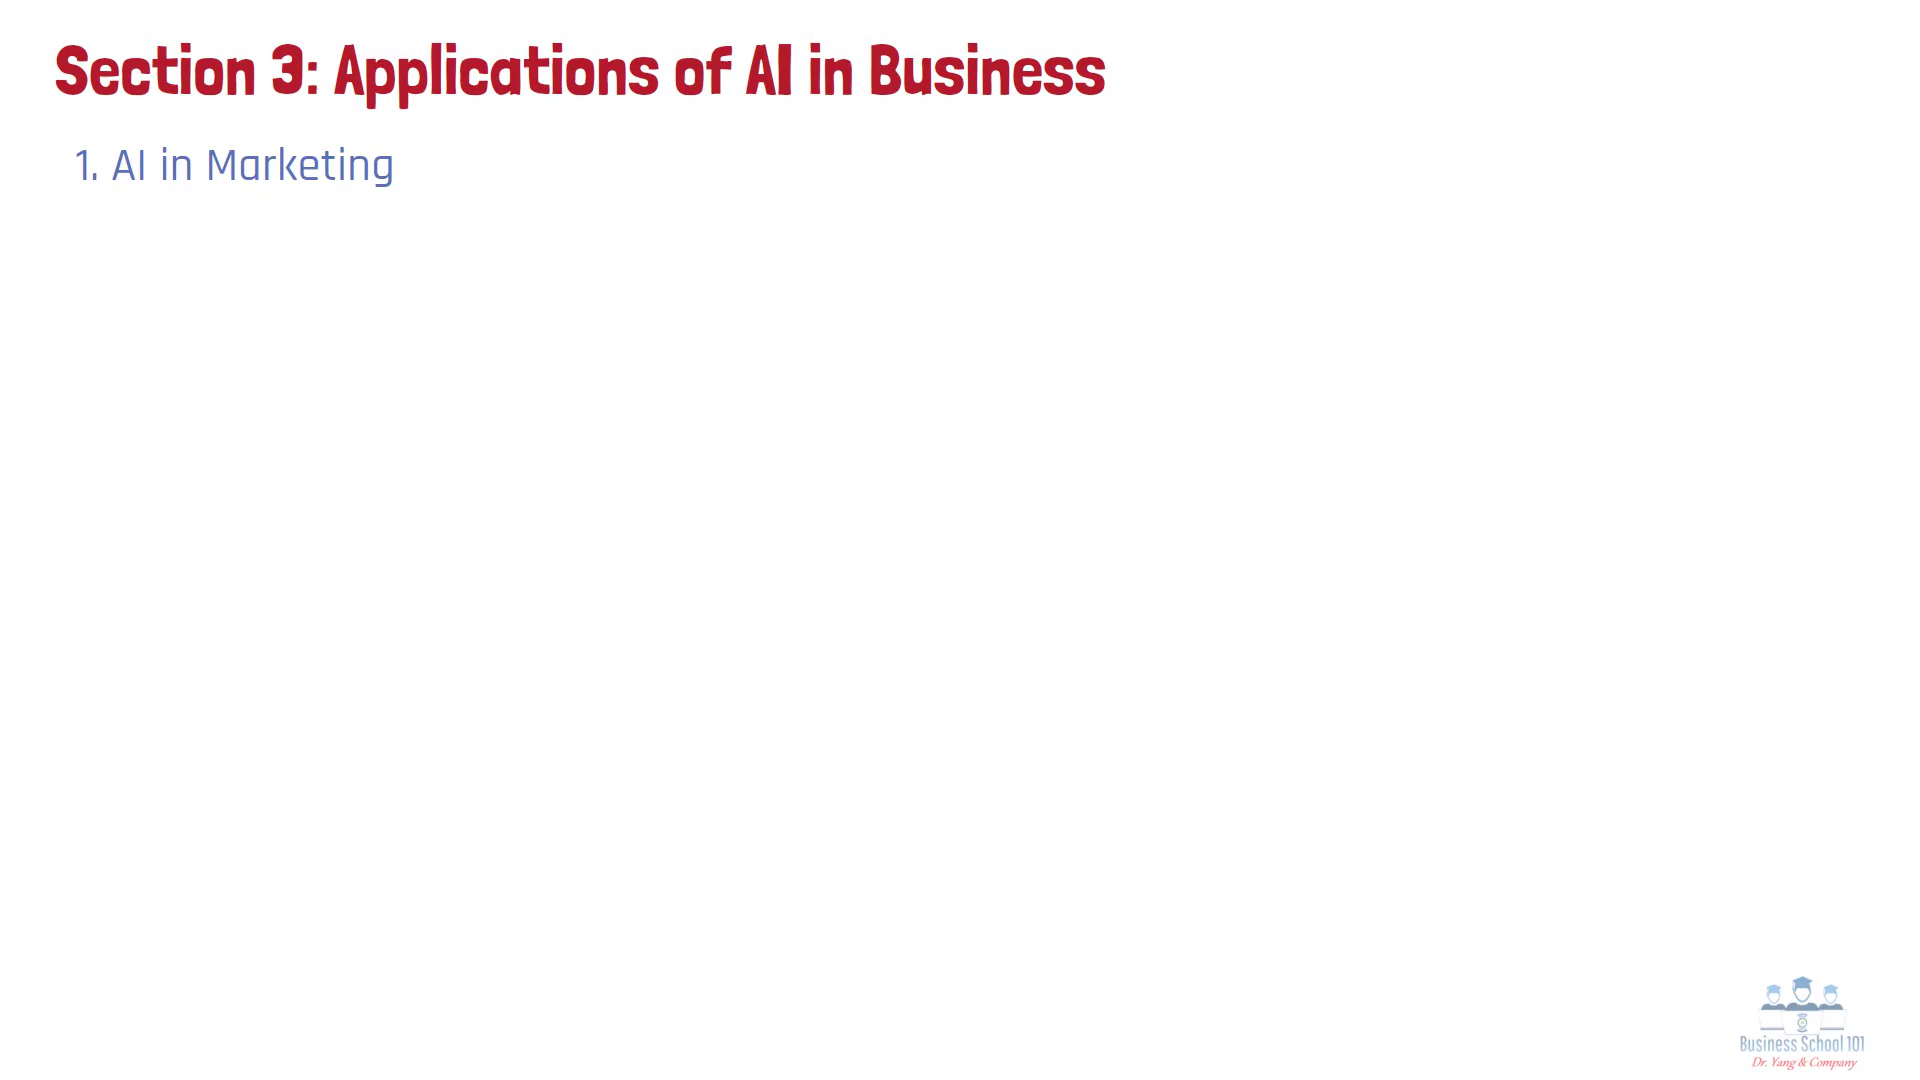 Section 3: Applications of AI in Business
1. AI in Marketing
Business School 101
Dr. Yang & Company